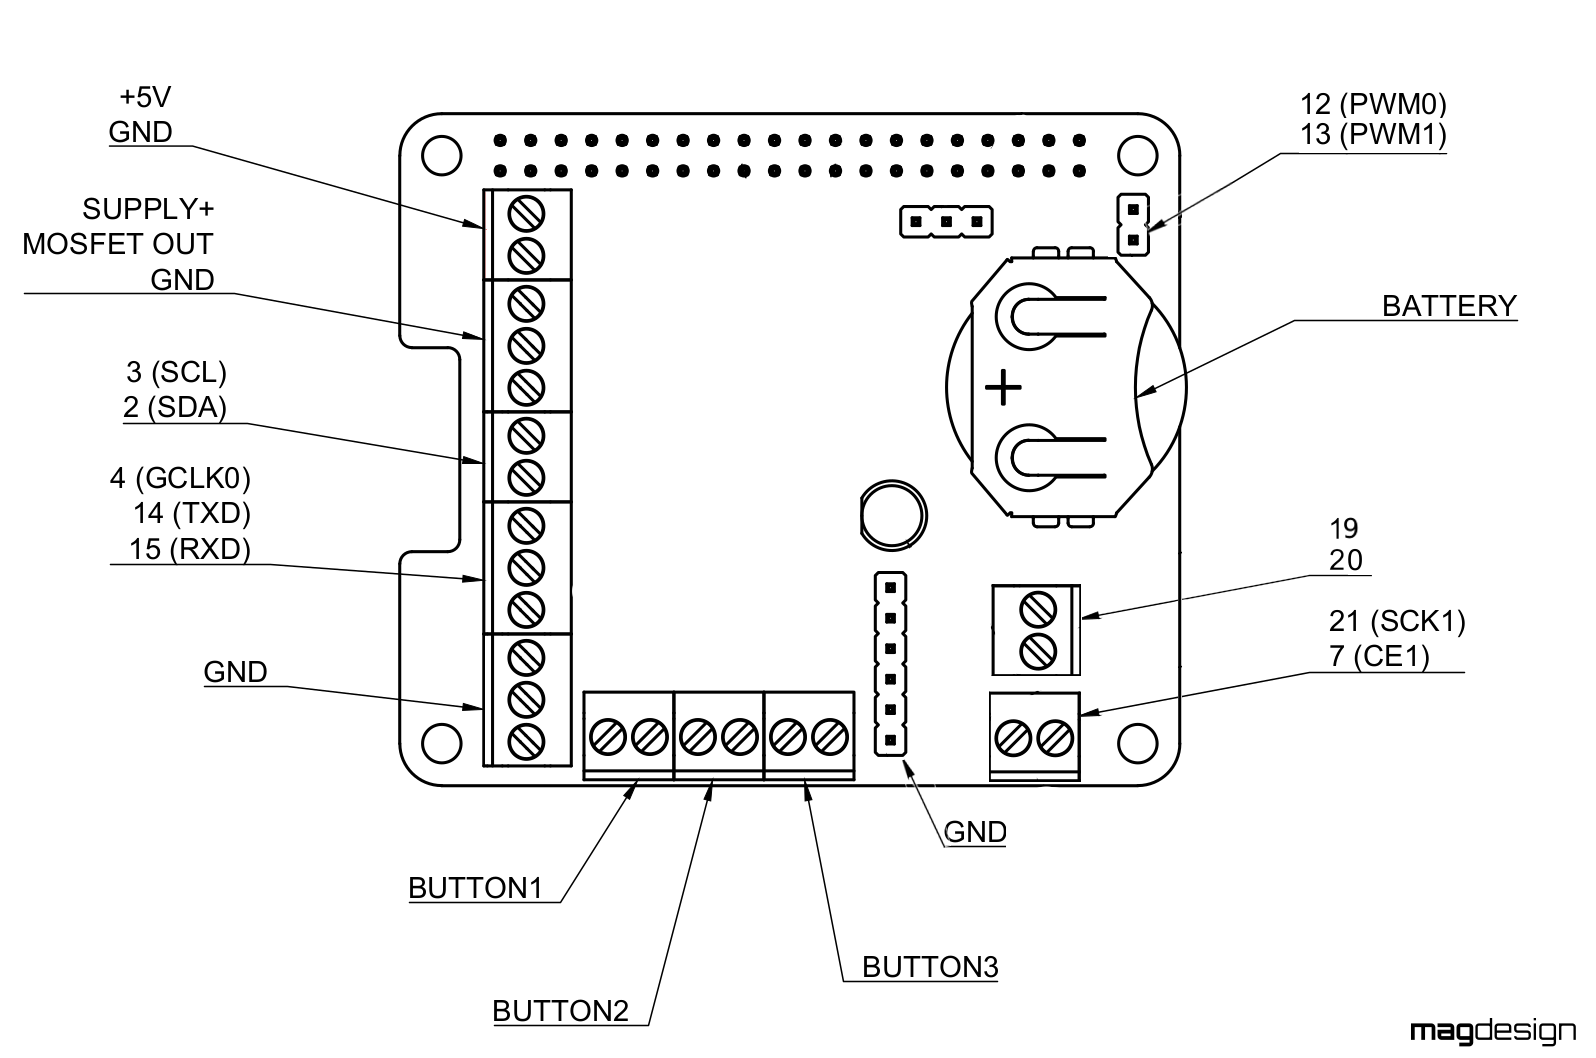 +5V
GND
SUPPLY+
MOSFET OUT
GND
3 (SCL)
2 (SDA)
4 (GCLK0)
14 (TXD)
15 (RXD)
GND
BUTTON1
BUTTON2
BUTTON3
GND
12 (PWM0)
13 (PWM1)
BATTERY
+
19
20
21 (SCK1)
7 (CE1)
magdesign